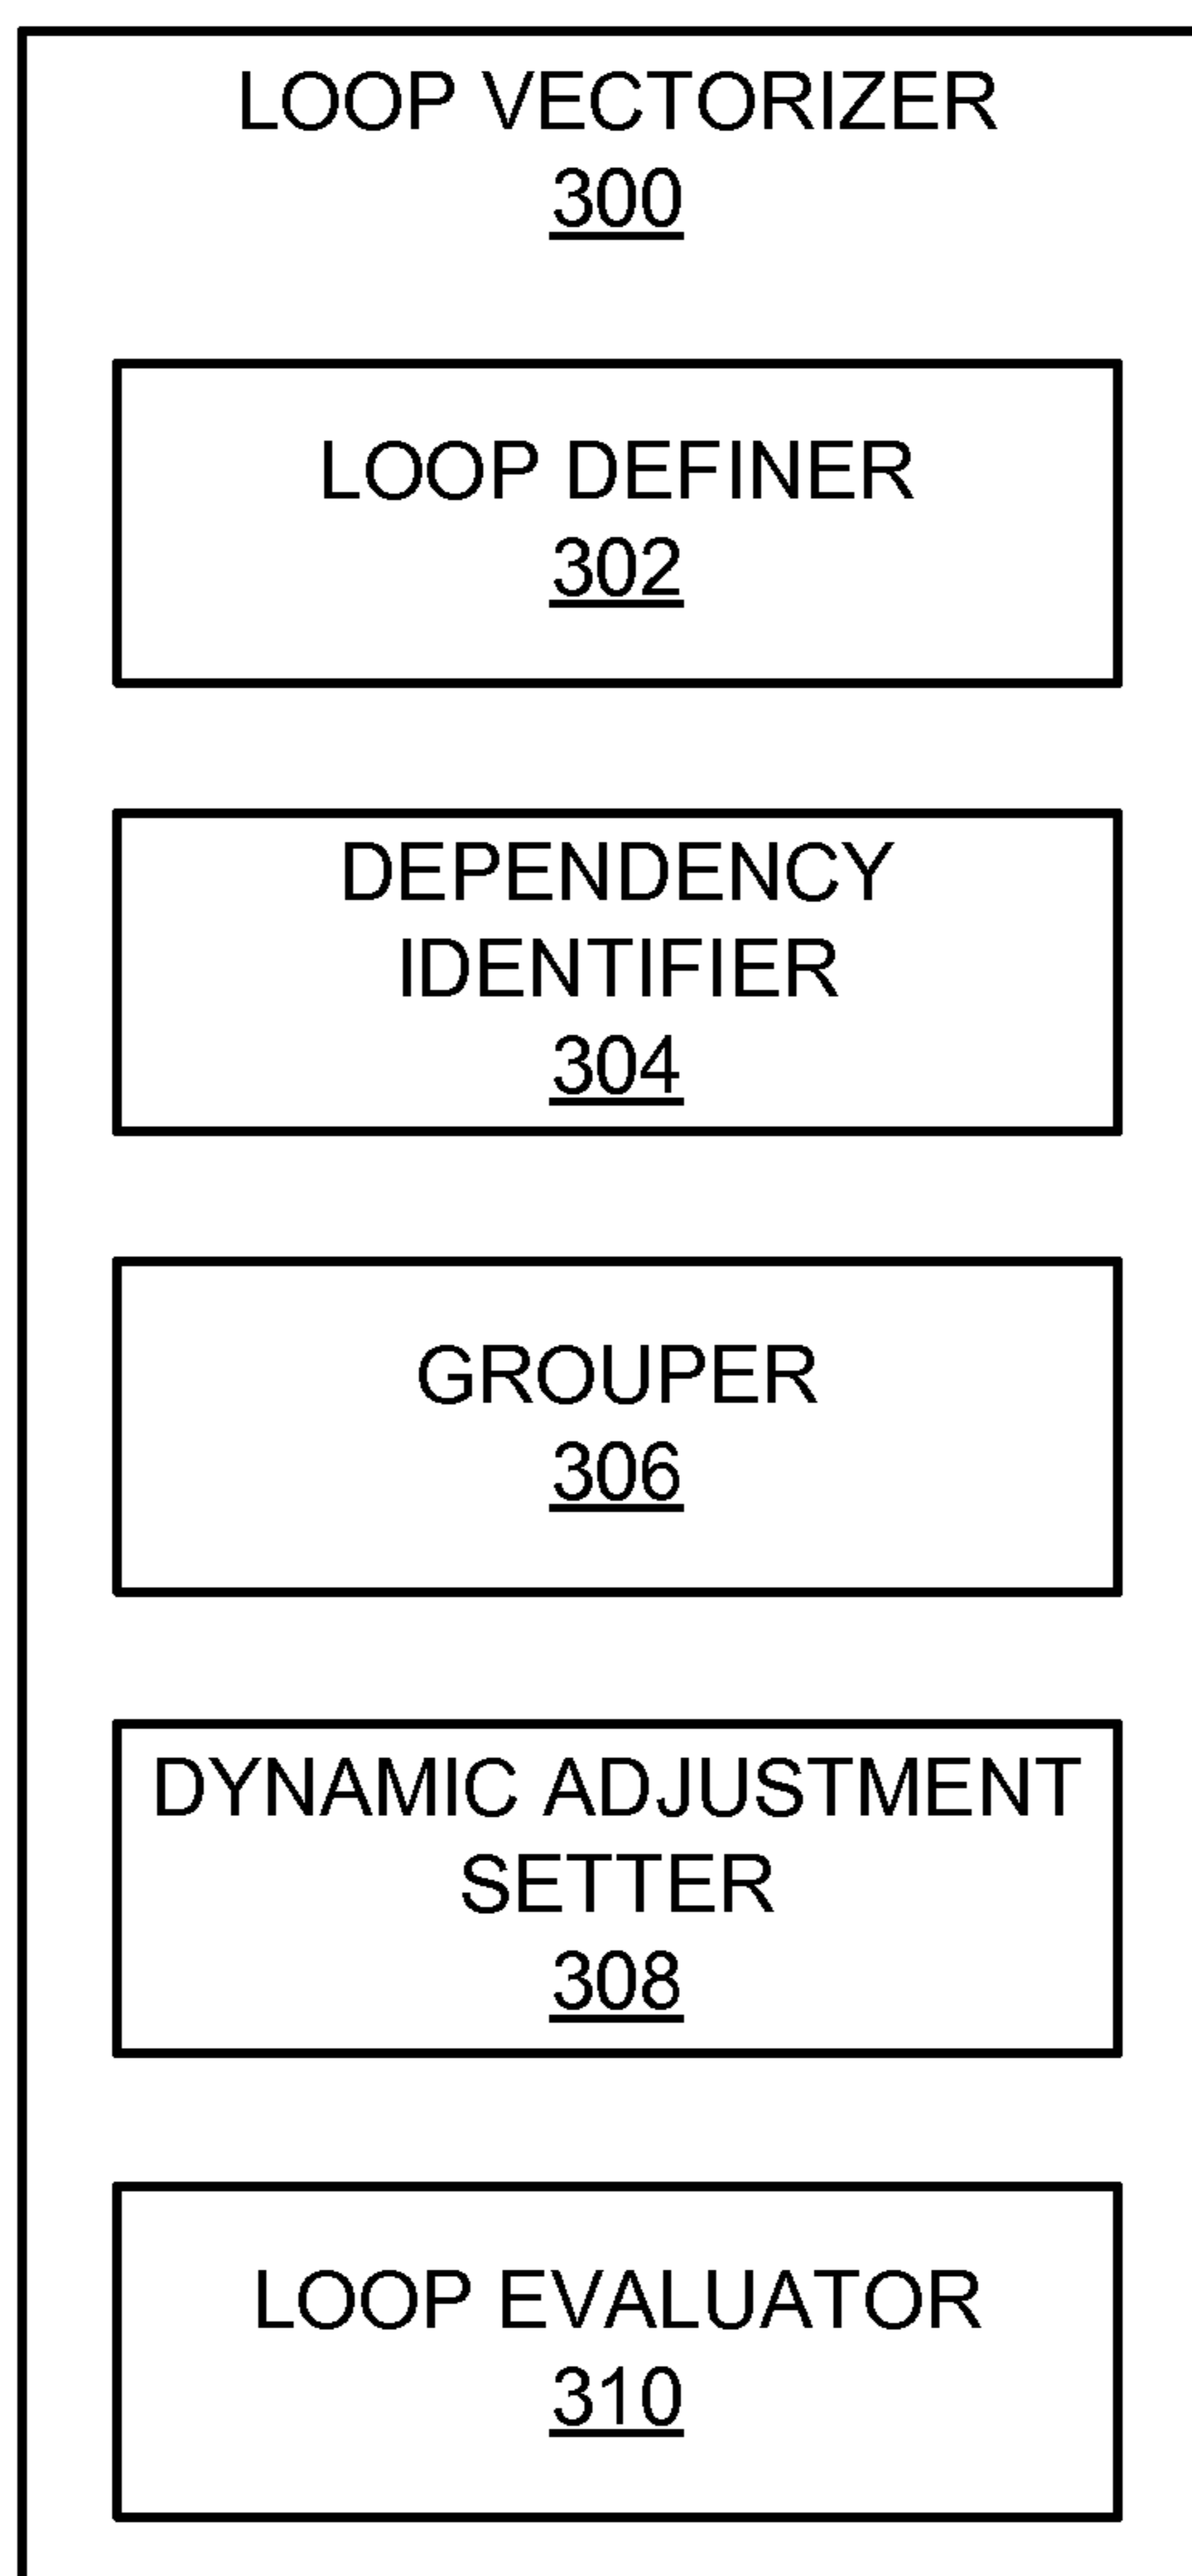 LOOP VECTORIZER
300
LOOP DEFINER
302
DEPENDENCY
IDENTIFIER
304
GROUPER
306
DYNAMIC ADJUSTMENT
SETTER
308
LOOP EVALUATOR
310